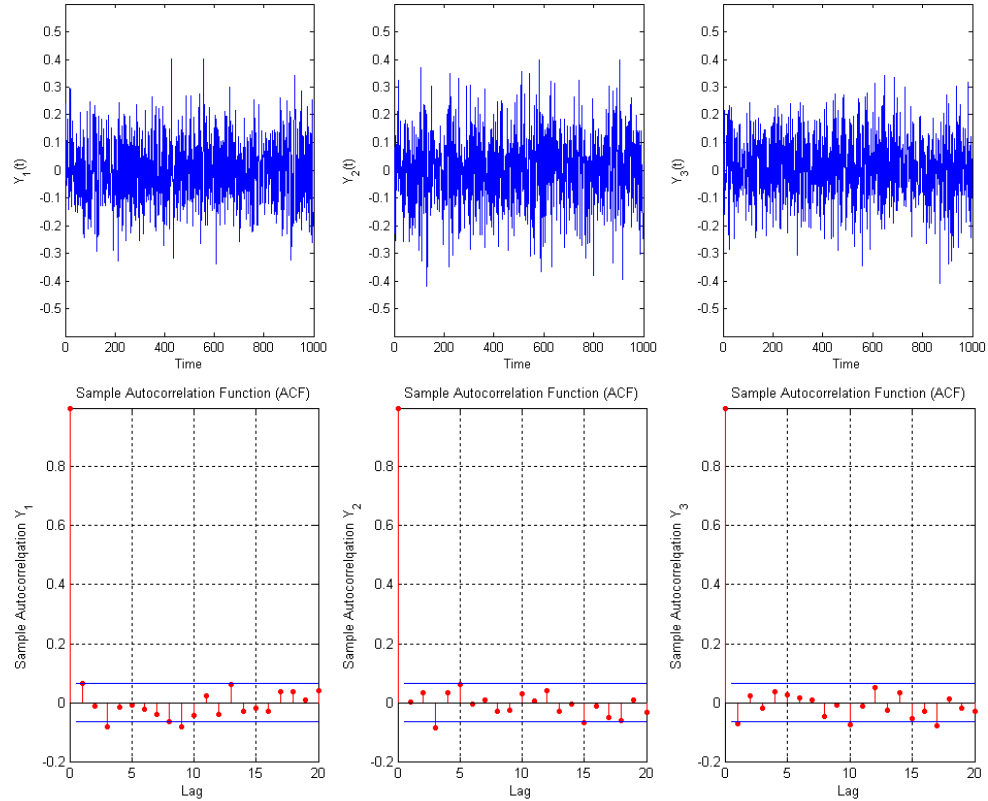 0.5
0.4
0.3
0.2
0.1
0
-0.1
-0.2
-0.3
-0.4
-0.5
Y1(t)
0 200 400 600 800 1000
Time
0.5
0.4
0.3
0.2
0.1
0
-0.1
-0.2
-0.3
-0.4
-0.5
Y2(t)
0 200 400 600 800 1000
Time
0.5
0.4
0.3
0.2
0.1
0
-0.1
-0.2
-0.3
-0.4
-0.5
Y3(t)
0 200 400 600 800 1000
Time
Sample Autocorrelation Function (ACF)
0.8
0.6
0.4
0.2
0
-0.2
Sample Autocorrelqation Y1
0 5 10 15 20
Lag
Sample Autocorrelation Function (ACF)
0.8
0.6
0.4
0.2
0
-0.2
Sample Autocorrelqation Y2
0 5 10 15 20
Lag
Sample Autocorrelation Function (ACF)
0.8
0.6
0.4
0.2
0
-0.2
Sample Autocorrelqation Y3
0 5 10 15 20
Lag